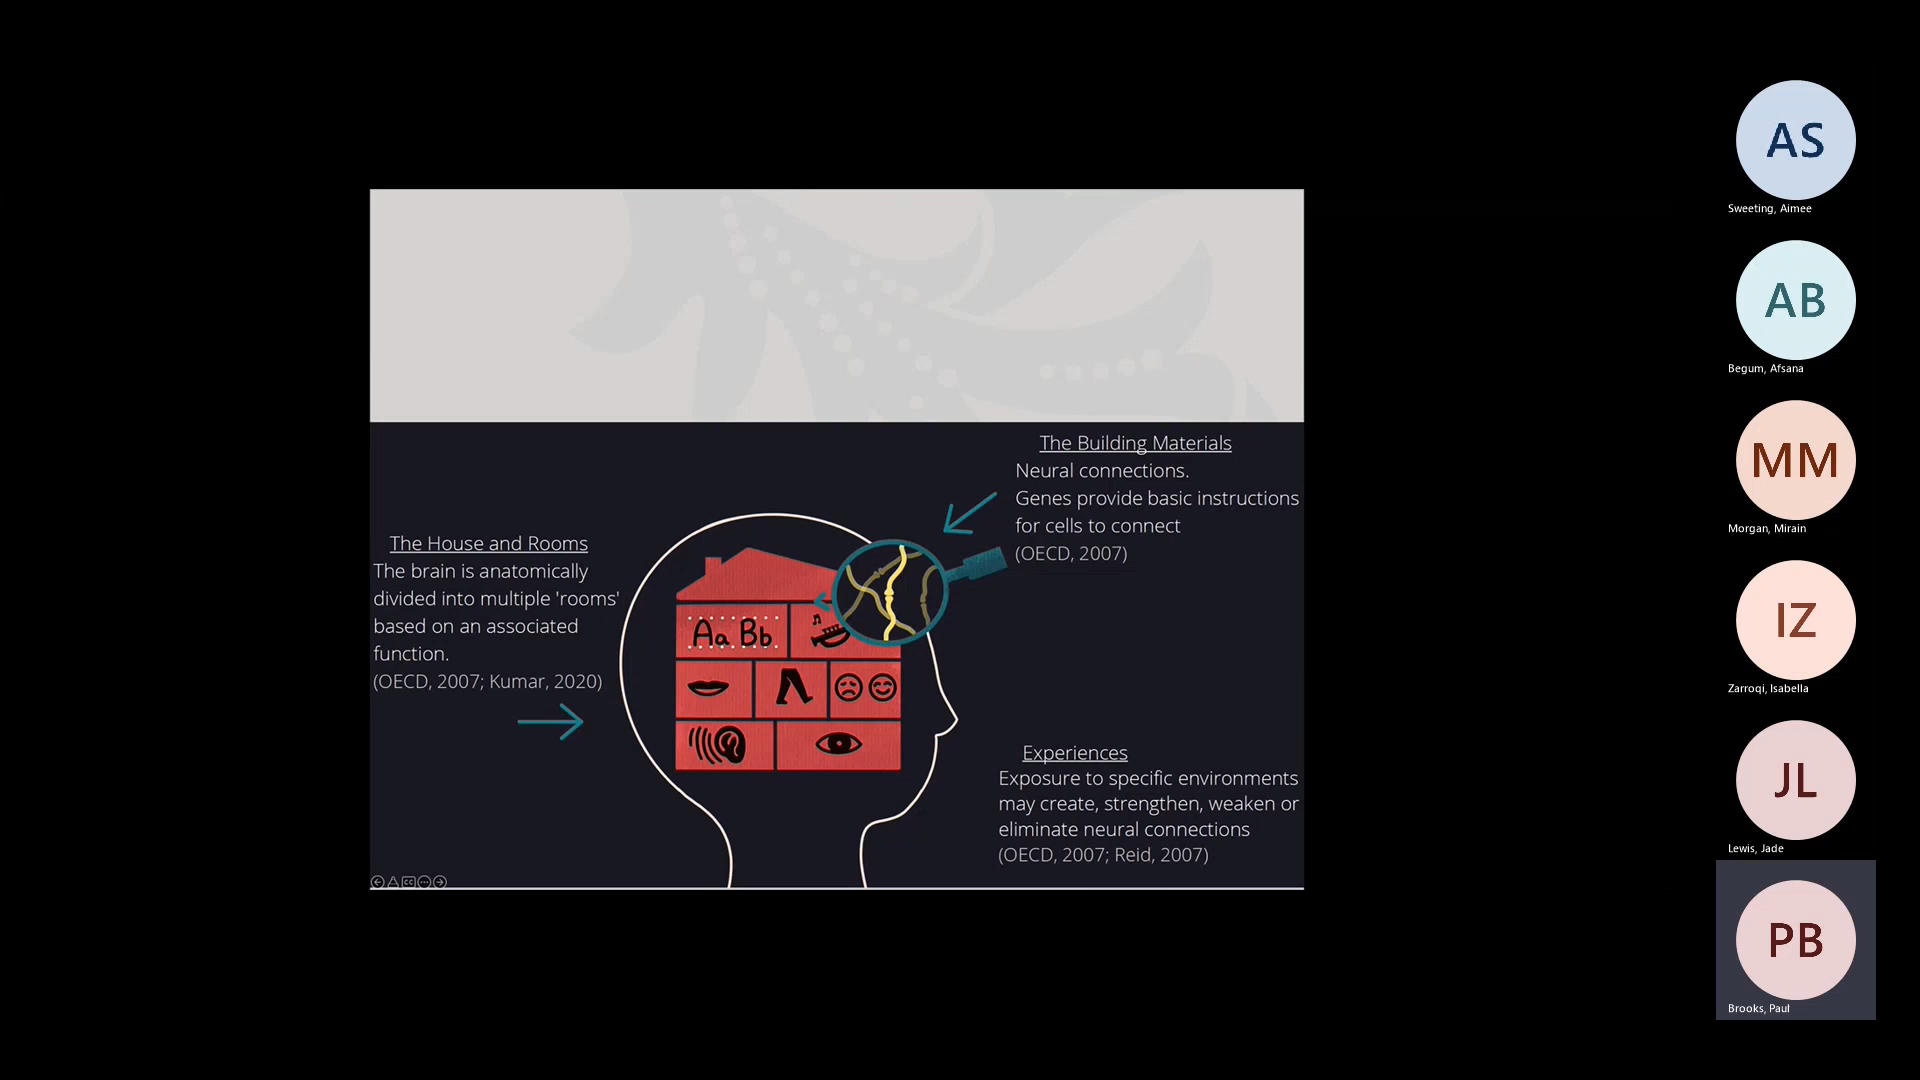 The Building Materials
Neural connections.
Genes provide basic instructions
for cells to connect
(OECD, 2007)
The House and Rooms
The brain is anatomically
divided into multiple 'rooms'
based on an associated
function.
(OECD, 2007; Kumar, 2020)
Aa Bb
Experiences
Exposure to specific environments
may create, strengthen, weaken or
eliminate neural connections
(OECD, 2007; Reid, 2007)
AS
Sweeting, Aimee
AB
Begum, Afsana
MM
Morgan, Mirain
IZ
Zarroqi, Isabella
JL
Lewis, Jade
PB
Brooks, Paul